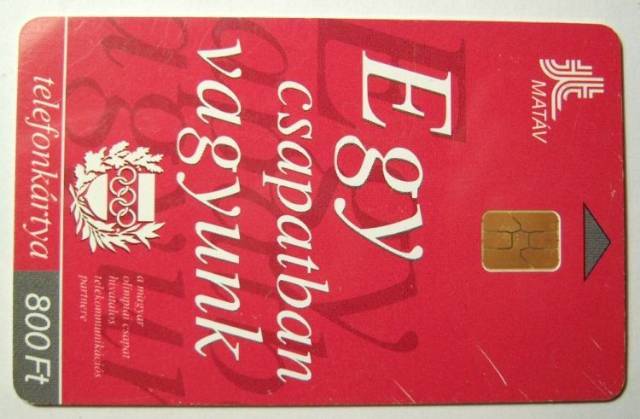 MATÁV
Egy
csapatban
vagyunk
a magyar
olimpiai csapat
hivatalos
telekommunikációs
partnere
telefonkártya
800 Ft